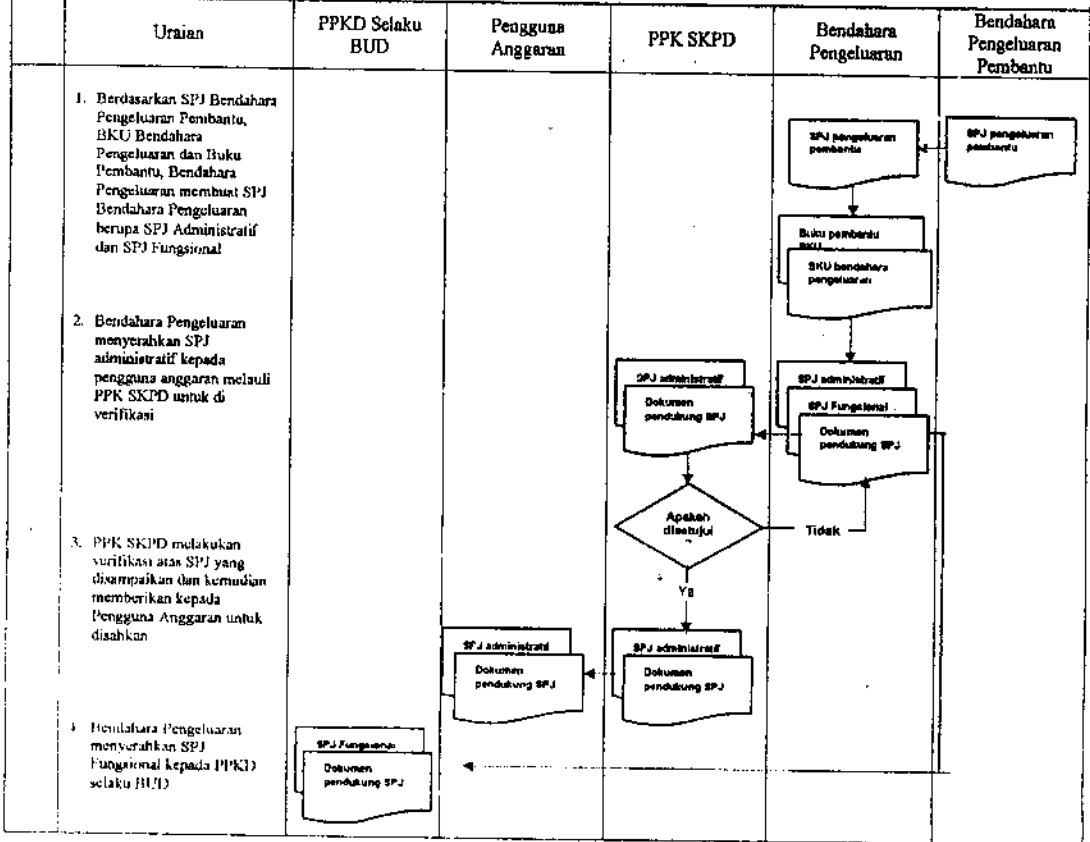 Uraian
PPKD Selaku
BUD
Pengguna
Anggaran
PPK SKPD
Bendahara
Pengeluaran
Bendahara
Pengeluaran
Pembantu
1. Berdasarkan SPJ Bendahara
Pengeluaran Pembantu,
BKU Bendahara
Pengeluaran dan Buku
Pembantu, Bendahara
Pengeluaran membuat SPJ
Bendahara Pengeluaran
berupa SPJ Administratif
dan SPJ Fungsional
2. Bendahara Pengeluaran
menyerahkan SPJ
administratif kepada
pengguna anggaran melauli
PPK SKPD untuk di
verifikasi
3. PPK SKPD melakukan
verifikasi atas SPJ yang
disampaikan dan kemudian
memberikan kepada
Pengguna Anggaran untuk
disahkan
4. Bendahara Pengeluaran
menyerahkan SPJ
Fungsional kepada PPKD
selaku BUD
SPJ pengeluaran
pembantu
SPJ pengeluaran
pembantu
Buku pembantu
BKU
BKU bendahara
pengeluaran
SPJ administratif
Dokumen
pendukung SPJ
SPJ administratif
SPJ Fungsional
Dokumen
pendukung SPJ
Apakah
disetujui
?
Tidak
Ya
SPJ administratif
Dokumen
pendukung SPJ
SPJ administratif
Dokumen
pendukung SPJ
SPJ Fungsional
Dokumen
pendukung SPJ